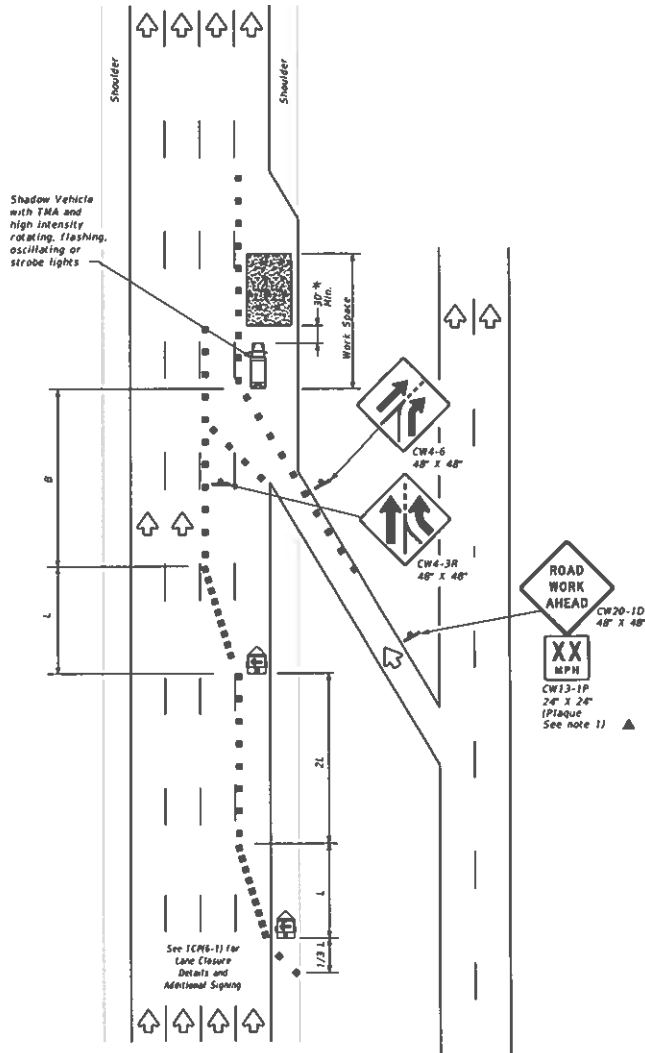 Shoulder
Shoulder
Shadow Vehicle
with TMA and
high intensity
rotating, flashing,
oscillating or
strobe lights
30' *
Min.
Work Space
CW4-6
48" X 48"
B
CW4-3R
48" X 48"
ROAD
WORK
AHEAD
CW20-1D
48" X 48"
XX
MPH
CW13-1P
24" X 24"
(Plaque
See note 1)
L
2L
L
1/3 L
See TCP(6-1) for
Lane Closure
Details and
Additional Signing